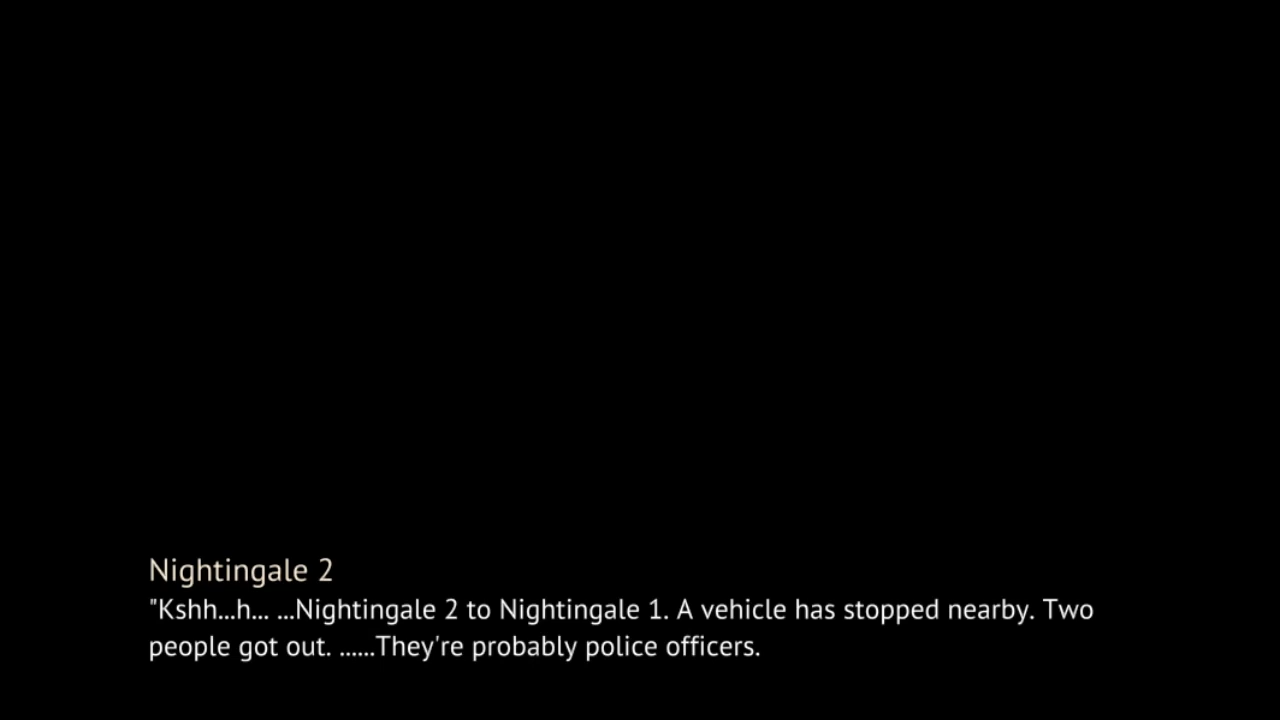 Nightingale 2
"Kshh...h... ...Nightingale 2 to Nightingale 1. A vehicle has stopped nearby. Two
people got out. ......They're probably police officers.